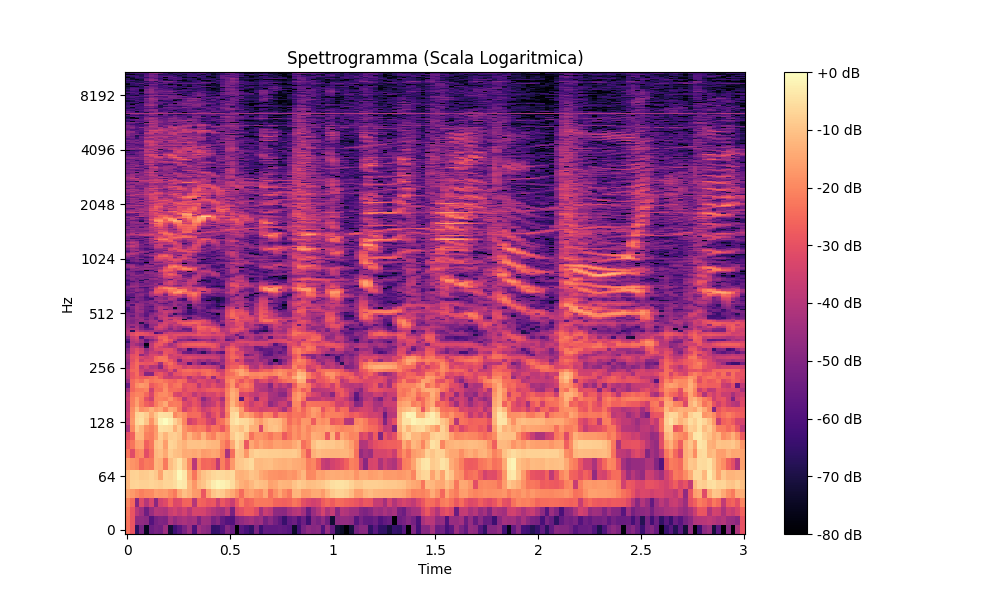 Spettrogramma (Scala Logaritmica)
Hz
8192
4096
2048
1024
512
256
128
64
0
0
0.5
1
1.5
2
2.5
3
Time
+0 dB
-10 dB
-20 dB
-30 dB
-40 dB
-50 dB
-60 dB
-70 dB
-80 dB